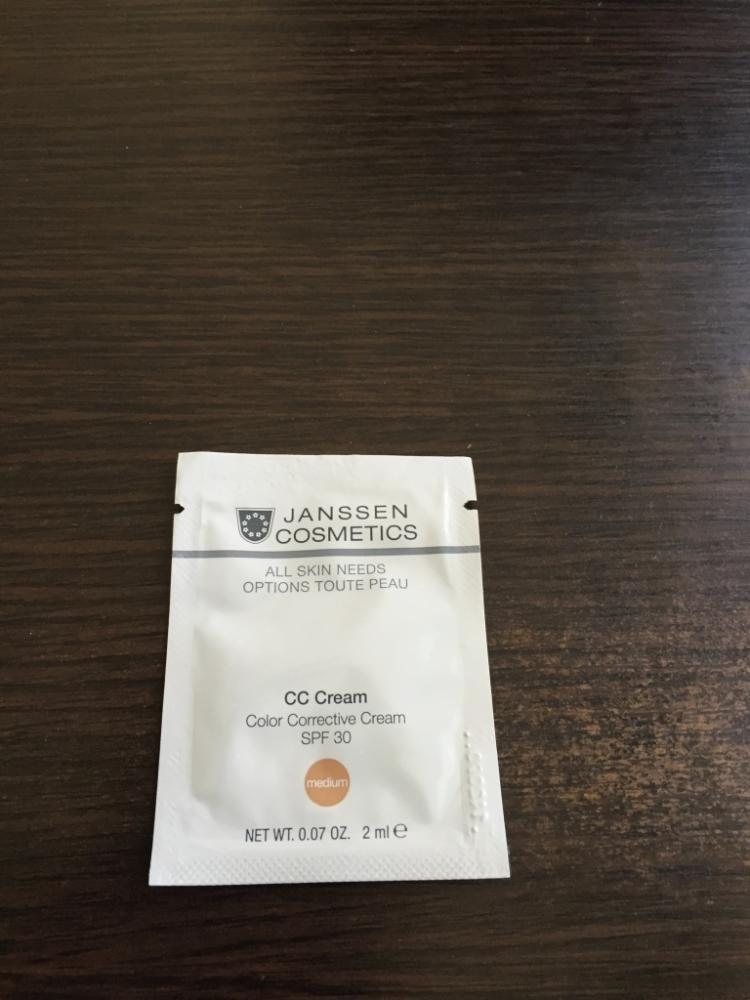 JANSSEN
COSMETICS
ALL SKIN NEEDS
OPTIONS TOUTE PEAU
CC Cream
Color Corrective Cream
SPF 30
medium
NET WT. 0.07 OZ. 2 ml ℮